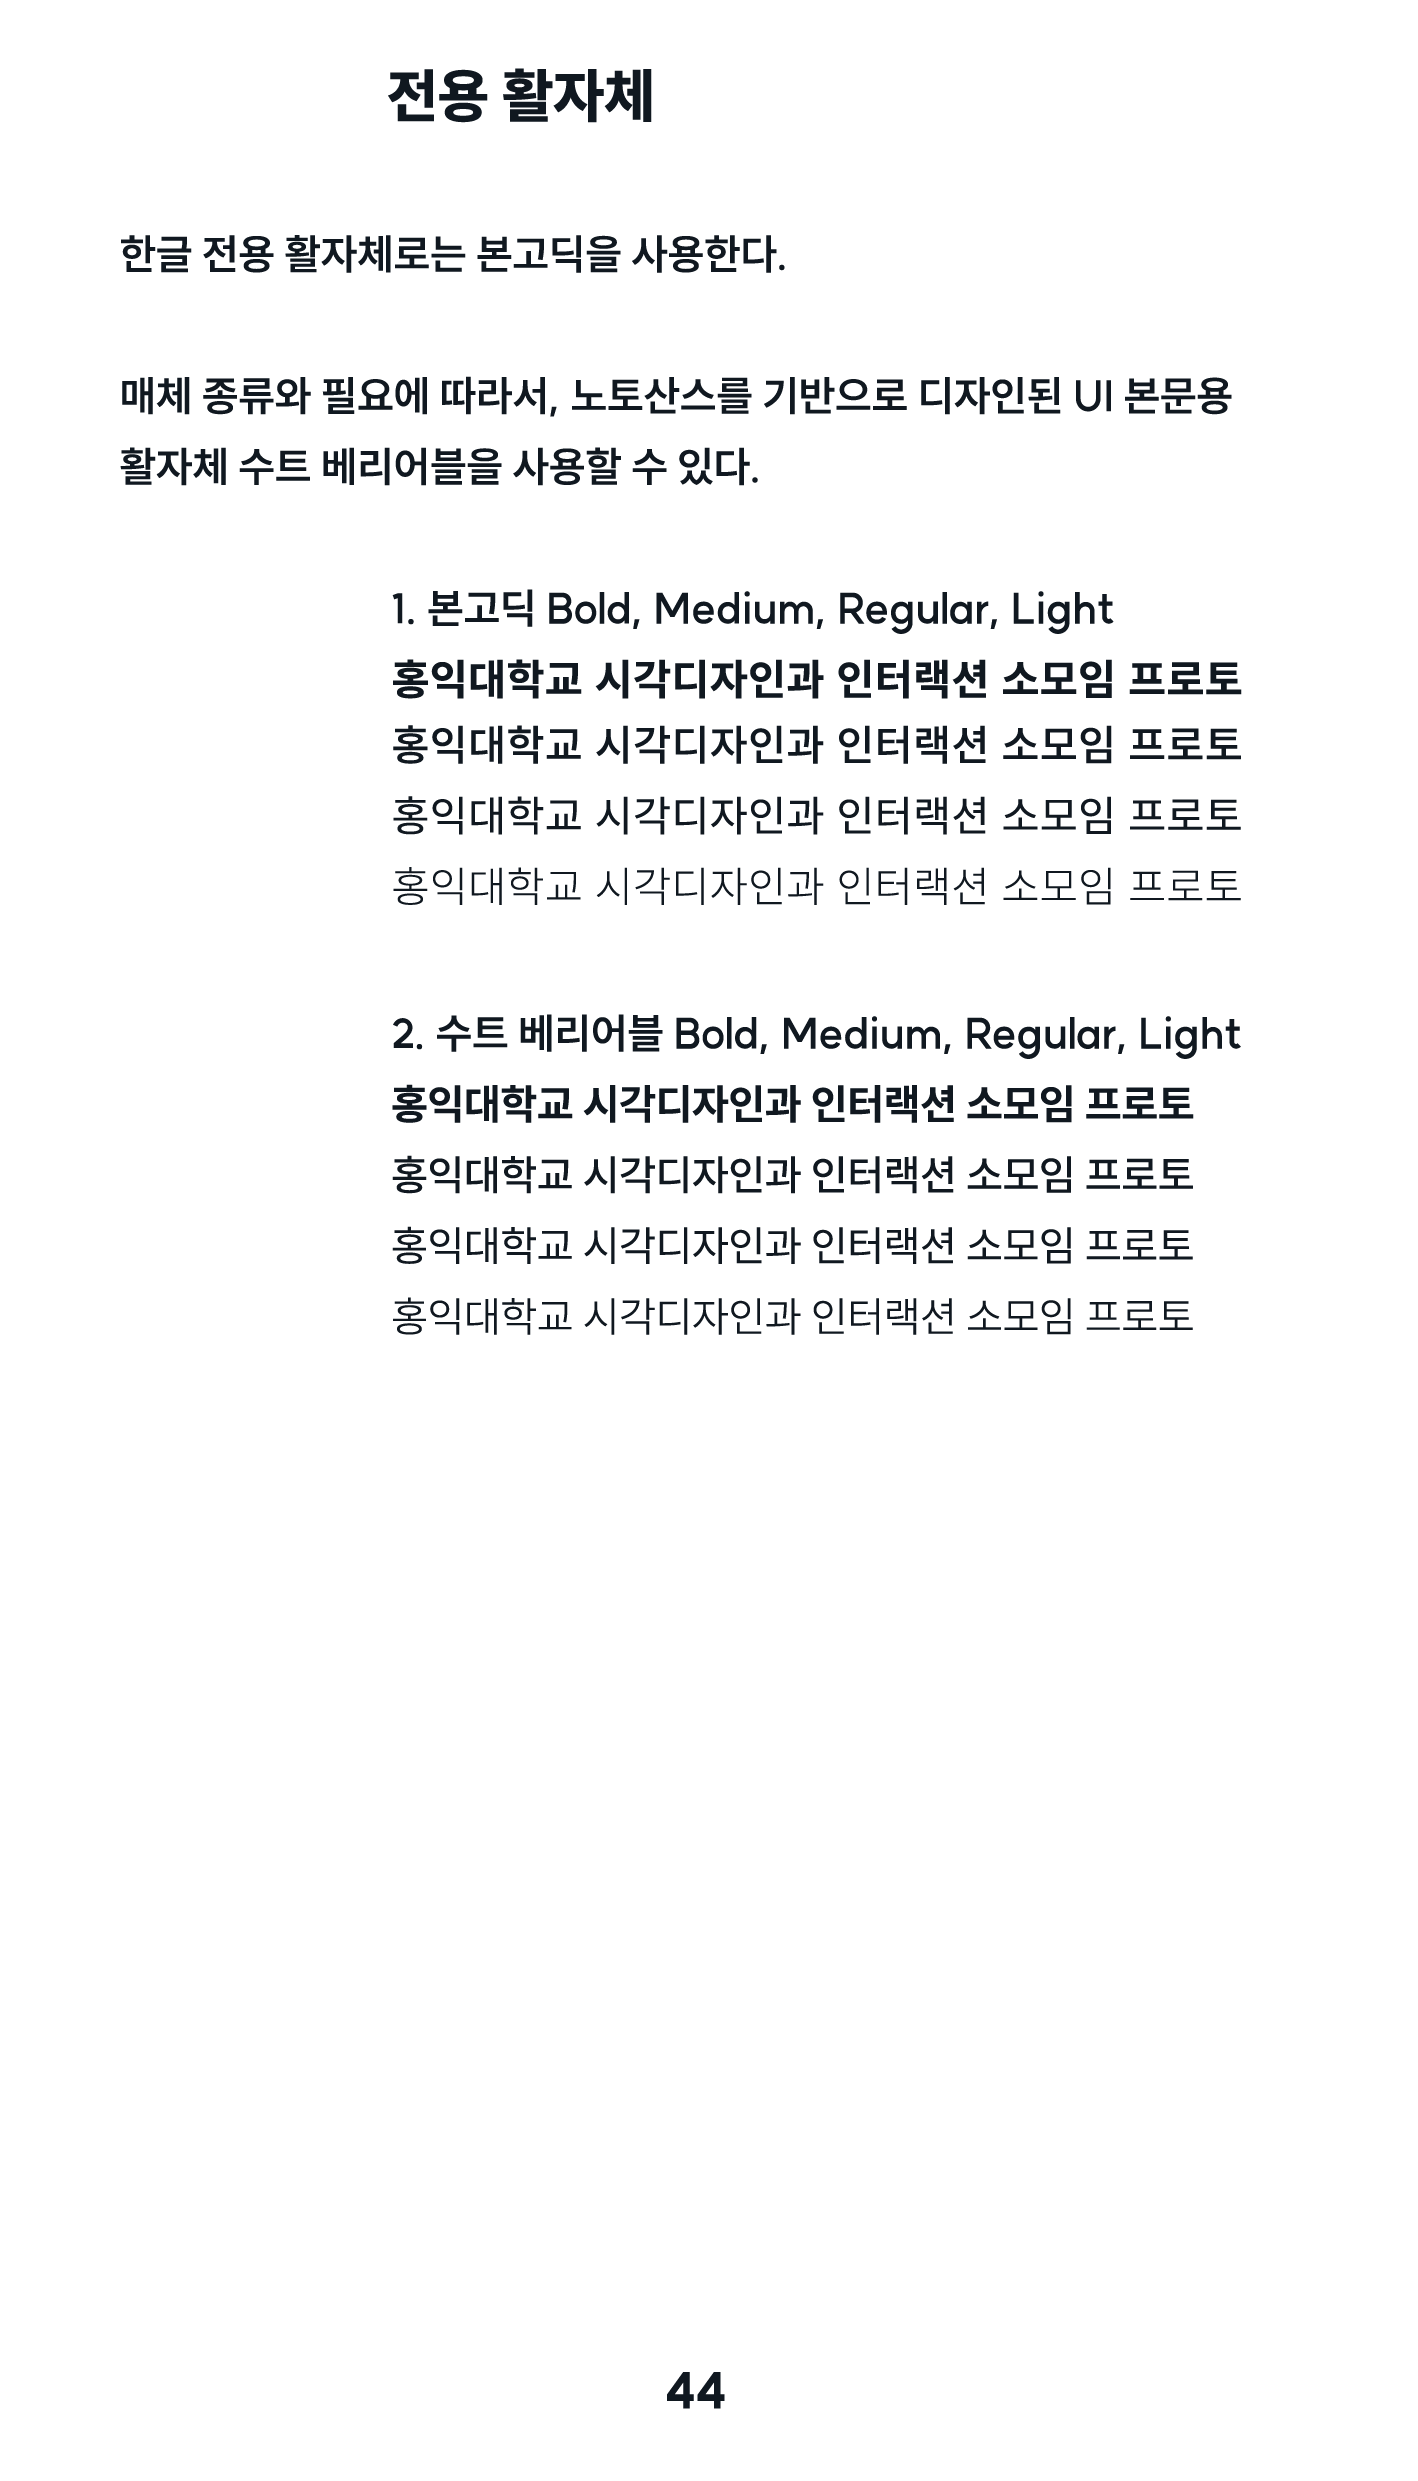 전용 활자체
한글 전용 활자체로는 본고딕을 사용한다.
매체 종류와 필요에 따라서, 노토산스를 기반으로 디자인된 UI 본문용
활자체 수트 베리어블을 사용할 수 있다.
1. 본고딕 Bold, Medium, Regular, Light
홍익대학교 시각디자인과 인터랙션 소모임 프로토
홍익대학교 시각디자인과 인터랙션 소모임 프로토
홍익대학교 시각디자인과 인터랙션 소모임 프로토
홍익대학교 시각디자인과 인터랙션 소모임 프로토
2. 수트 베리어블 Bold, Medium, Regular, Light
홍익대학교 시각디자인과 인터랙션 소모임 프로토
홍익대학교 시각디자인과 인터랙션 소모임 프로토
홍익대학교 시각디자인과 인터랙션 소모임 프로토
홍익대학교 시각디자인과 인터랙션 소모임 프로토
44